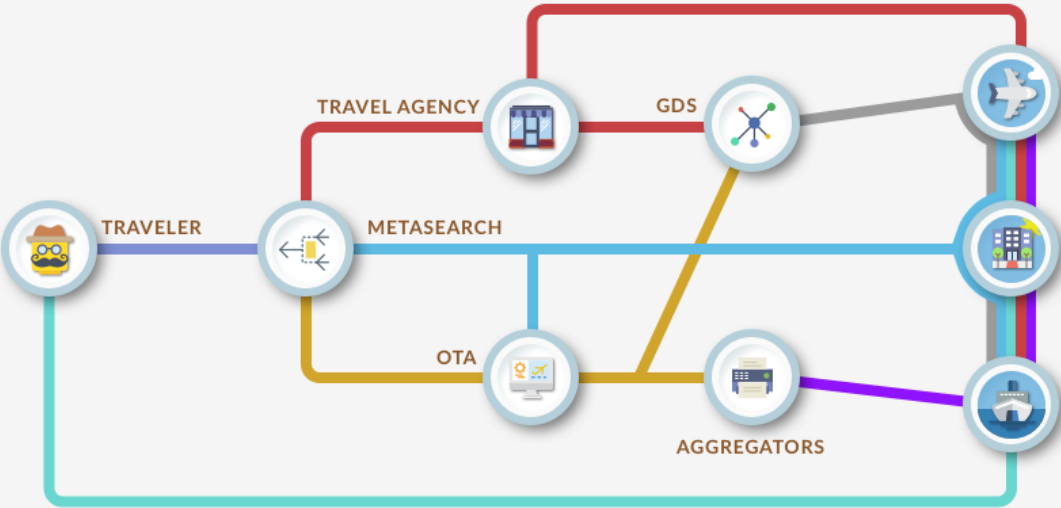 TRAVEL AGENCY
GDS
TRAVELER
METASEARCH
OTA
AGGREGATORS